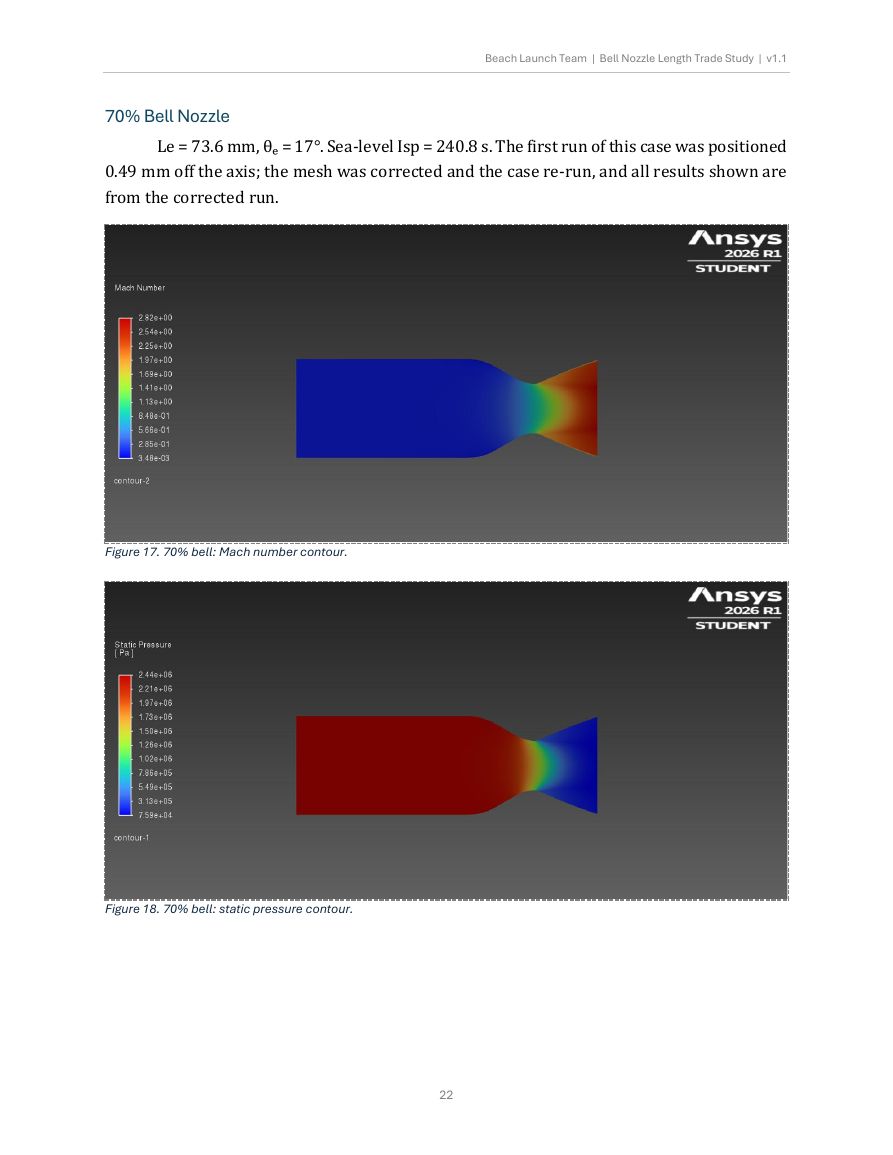 Beach Launch Team | Bell Nozzle Length Trade Study | v1.1
70% Bell Nozzle
Le = 73.6 mm, θₑ = 17°. Sea-level Isp = 240.8 s. The first run of this case was positioned
0.49 mm off the axis; the mesh was corrected and the case re-run, and all results shown are
from the corrected run.
Ansys
2026 R1
STUDENT
Mach Number
2.82e+00
2.54e+00
2.25e+00
1.97e+00
1.69e+00
1.41e+00
1.13e+00
8.48e-01
5.66e-01
2.85e-01
3.48e-03
contour-2
Figure 17. 70% bell: Mach number contour.
Ansys
2026 R1
STUDENT
Static Pressure
[ Pa ]
2.44e+06
2.21e+06
1.97e+06
1.73e+06
1.50e+06
1.26e+06
1.02e+06
7.86e+05
5.49e+05
3.13e+05
7.59e+04
contour-1
Figure 18. 70% bell: static pressure contour.
22